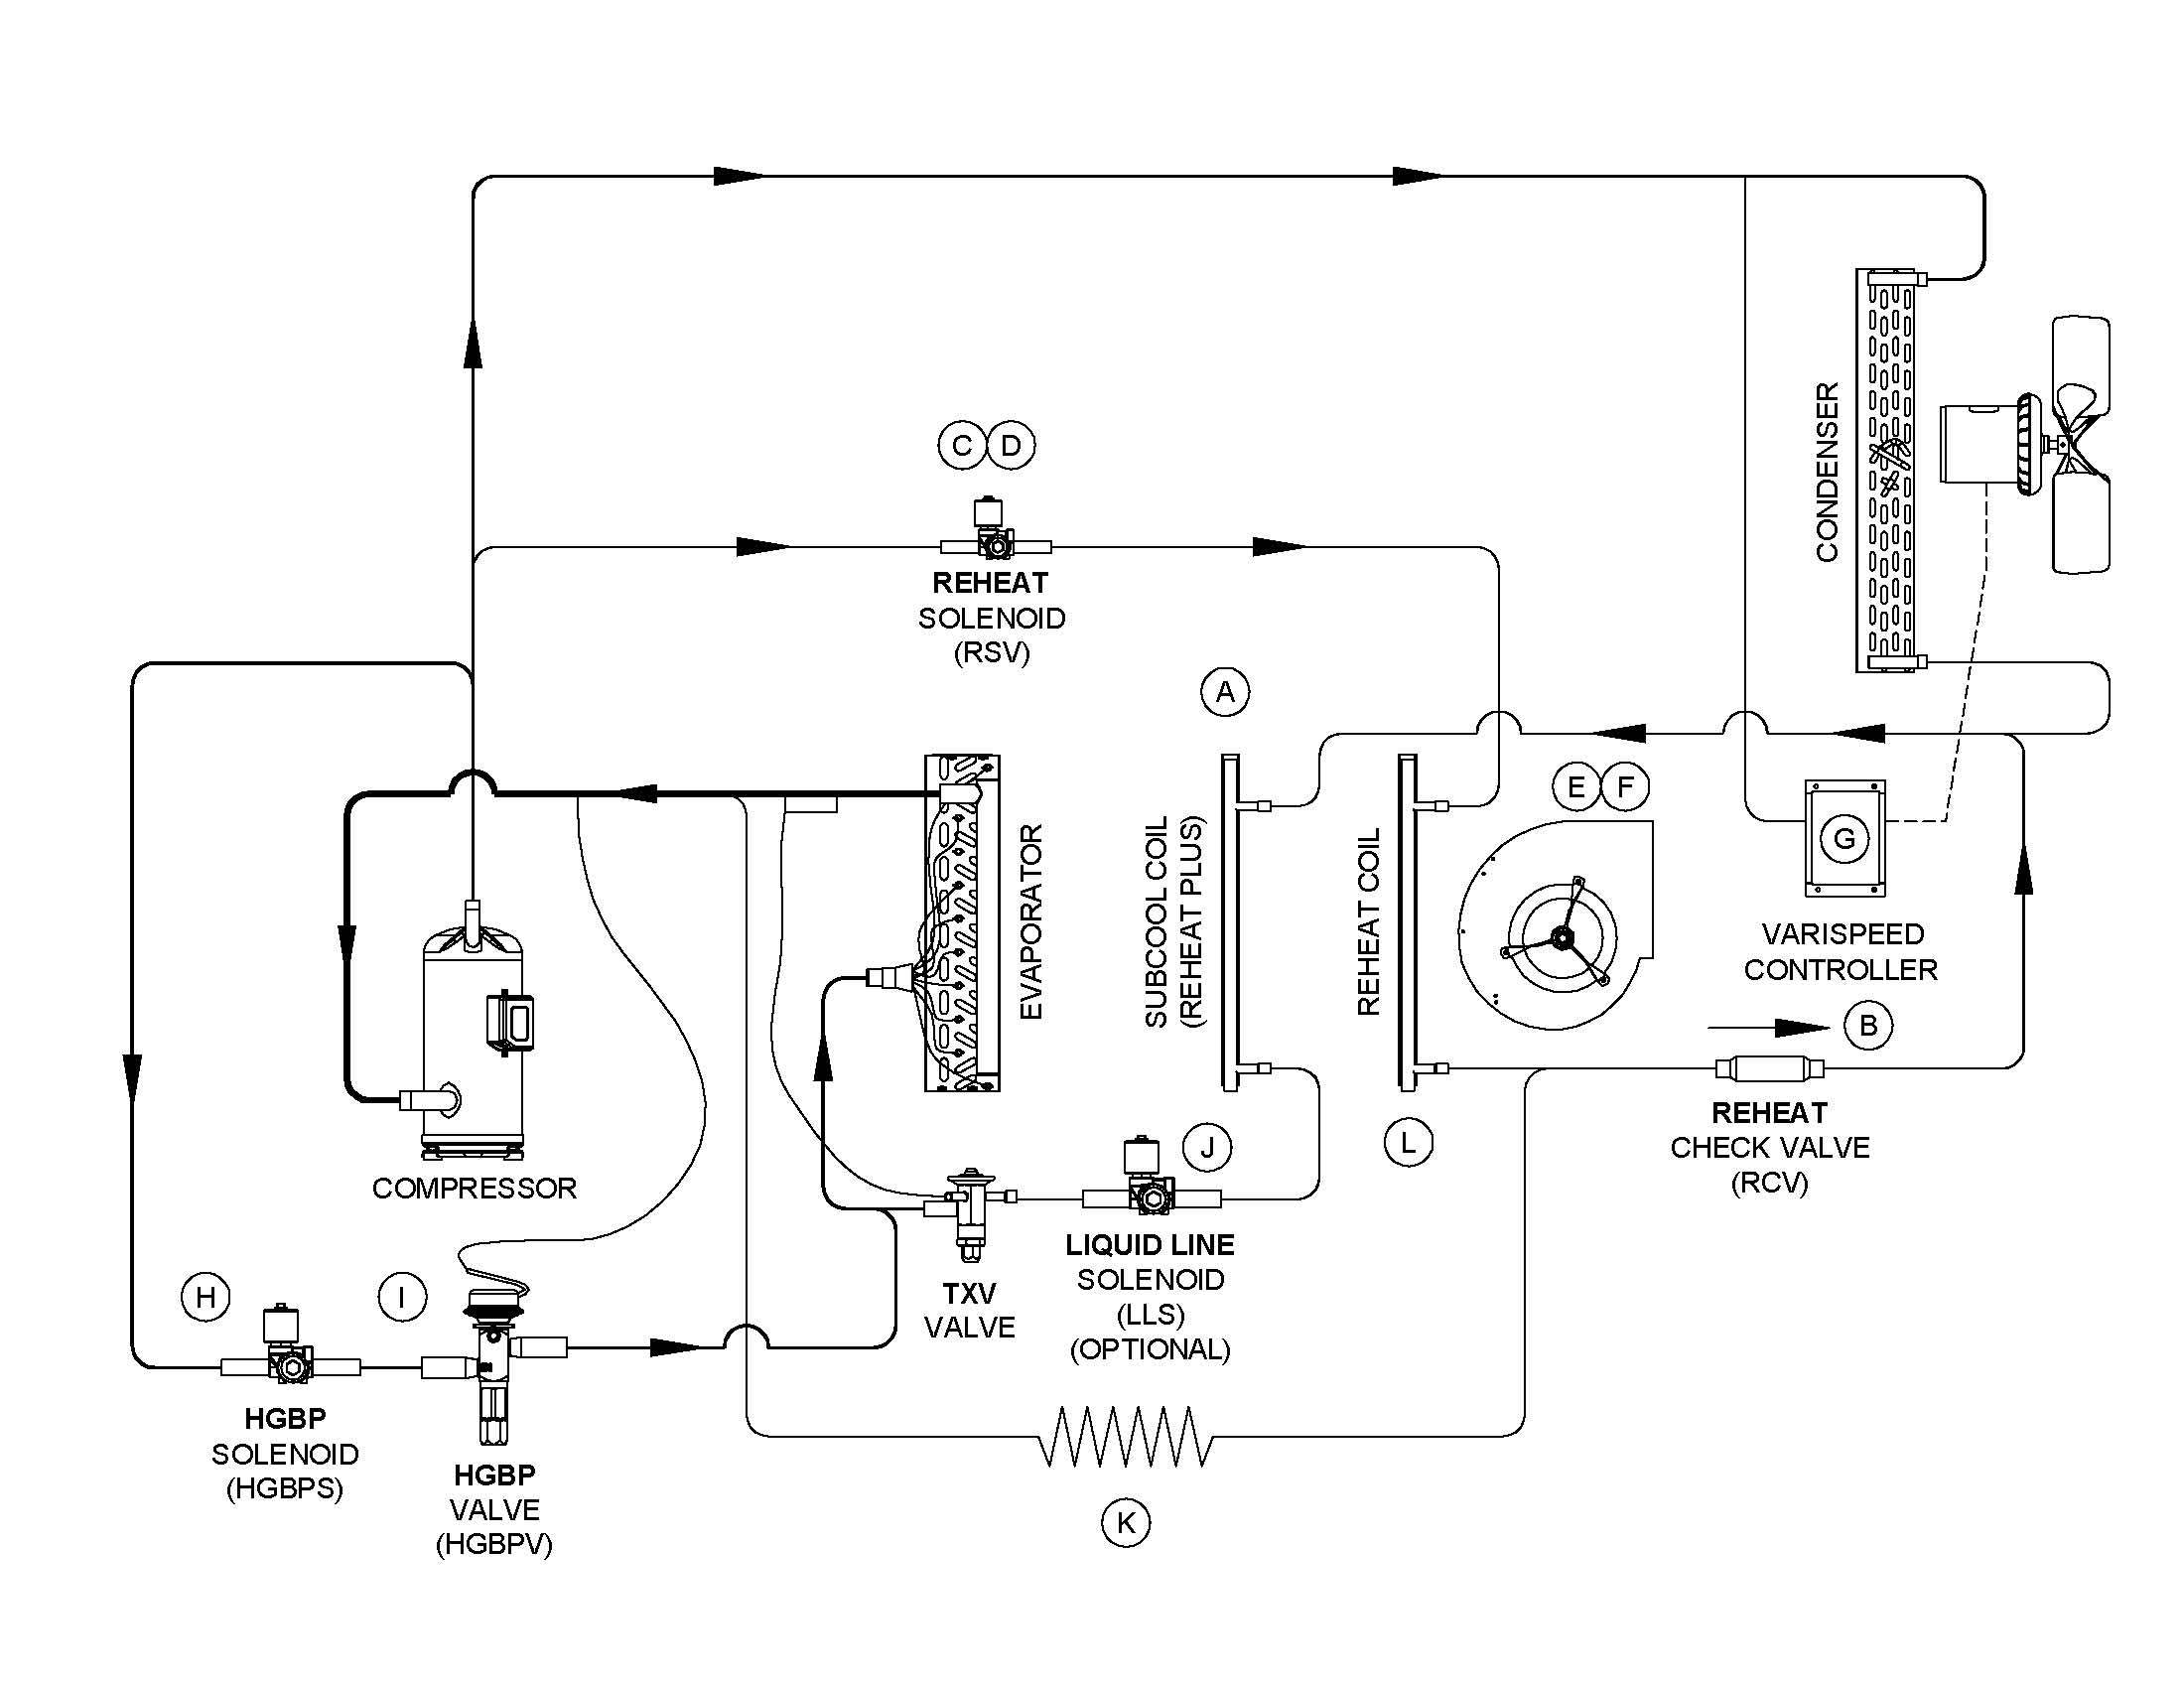 C D
REHEAT
SOLENOID
(RSV)
CONDENSER
A
E F
G
VARISPEED
CONTROLLER
EVAPORATOR
SUBCOOL COIL
(REHEAT PLUS)
REHEAT COIL
B
REHEAT
CHECK VALVE
(RCV)
L
J
COMPRESSOR
LIQUID LINE
SOLENOID
(LLS)
(OPTIONAL)
TXV
VALVE
H
I
HGBP
SOLENOID
(HGBPS)
HGBP
VALVE
(HGBPV)
K